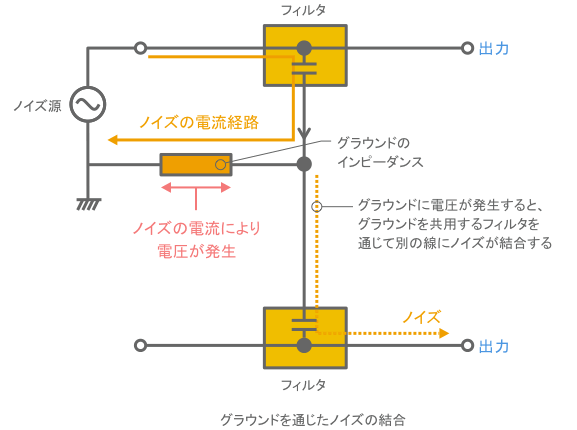 フィルタ
出力
ノイズ源
ノイズの電流経路
グラウンドの
インピーダンス
ノイズの電流により
電圧が発生
グラウンドに電圧が発生すると、
グラウンドを共用するフィルタを
通じて別の線にノイズが結合する
ノイズ
出力
フィルタ
グラウンドを通じたノイズの結合